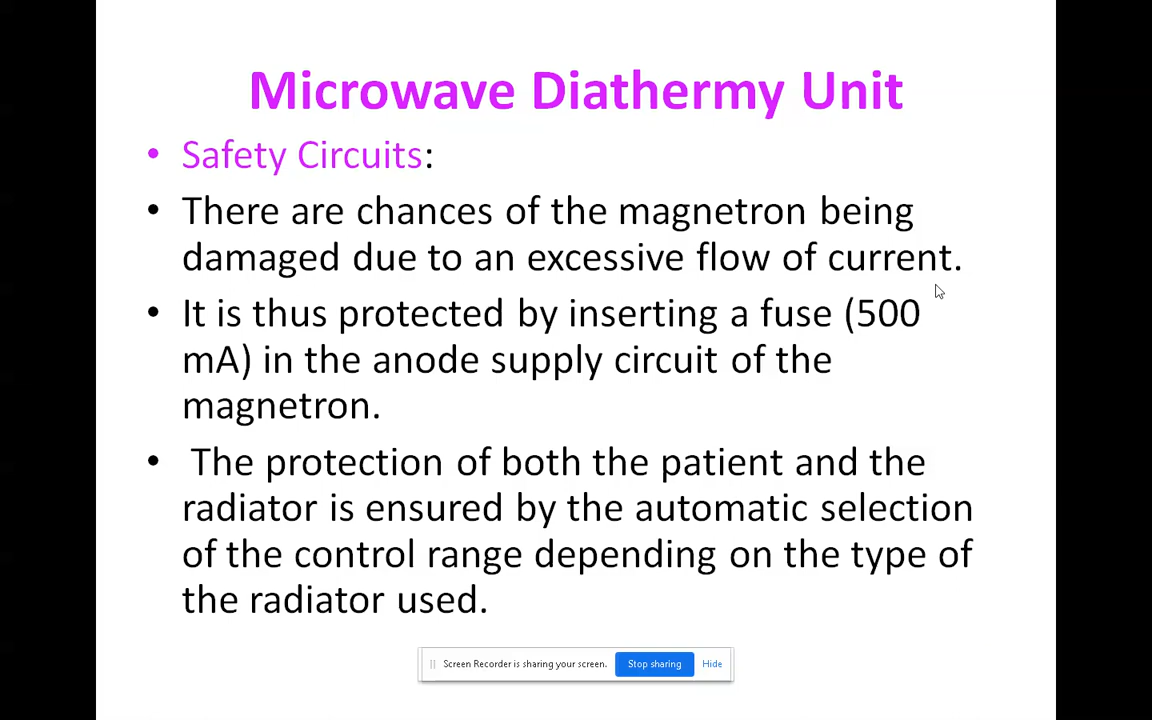 Microwave Diathermy Unit
• Safety Circuits:
• There are chances of the magnetron being
damaged due to an excessive flow of current.
• It is thus protected by inserting a fuse (500
mA) in the anode supply circuit of the
magnetron.
• The protection of both the patient and the
radiator is ensured by the automatic selection
of the control range depending on the type of
the radiator used.
Screen Recorder is sharing your screen. Stop sharing Hide